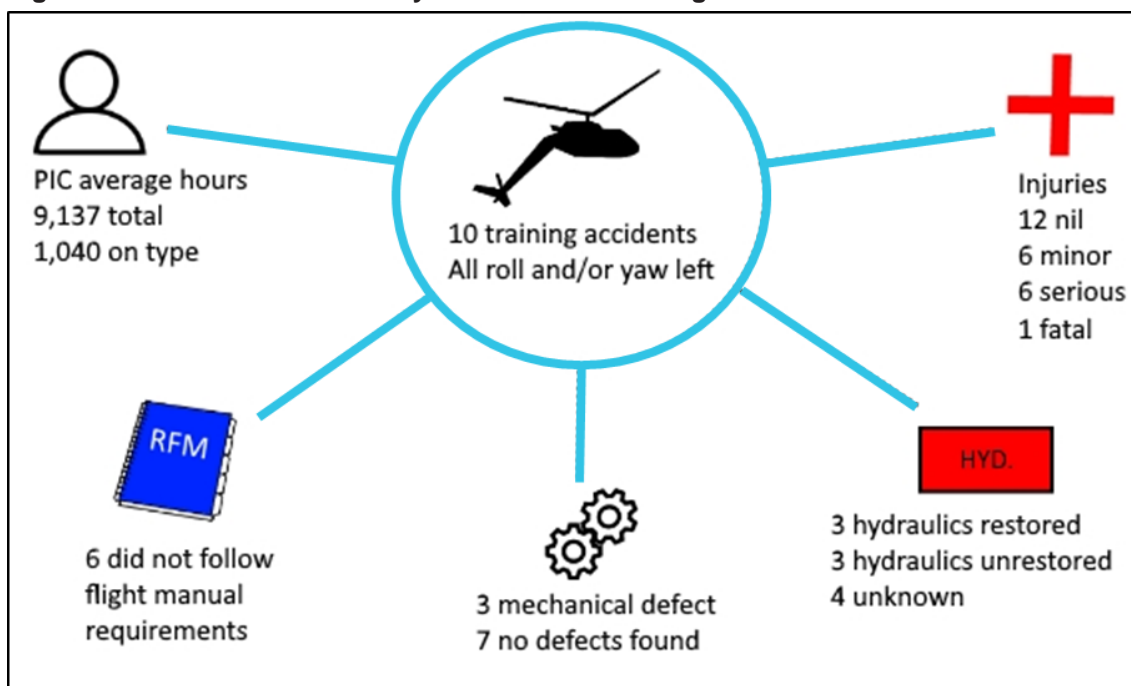 PIC average hours
9,137 total
1,040 on type
10 training accidents
All roll and/or yaw left
Injuries
12 nil
6 minor
6 serious
1 fatal
RFM
6 did not follow
flight manual
requirements
3 mechanical defect
7 no defects found
HYD.
3 hydraulics restored
3 hydraulics unrestored
4 unknown